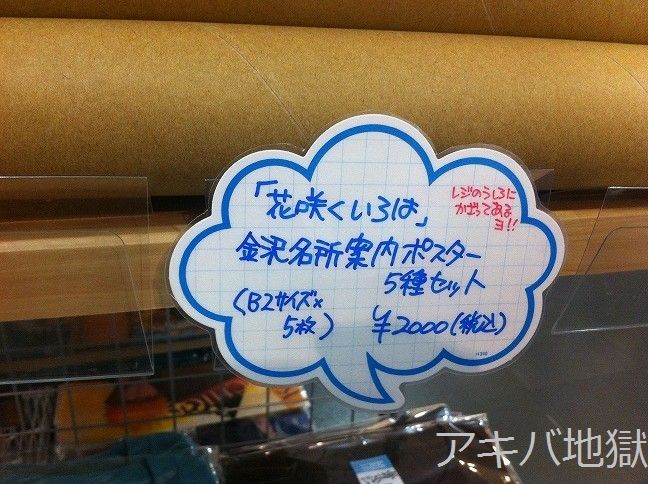 「花咲くいろは」
レジのうしろに
かざってある
ヨ!!
金沢名所案内ポスター
5種セット
(B2サイズ×
5枚)
¥2000(税込)
アキバ地獄